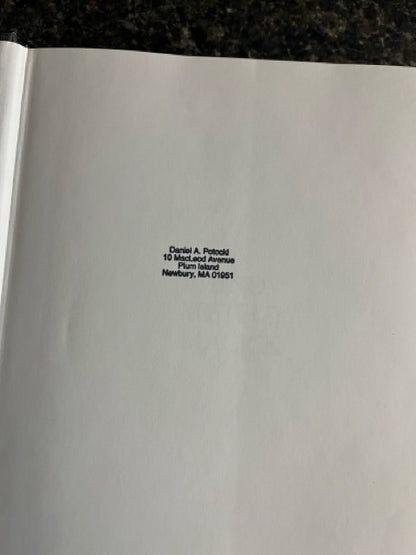 Daniel A. Potocki
10 MacLeod Avenue
Plum Island
Newbury, MA 01951